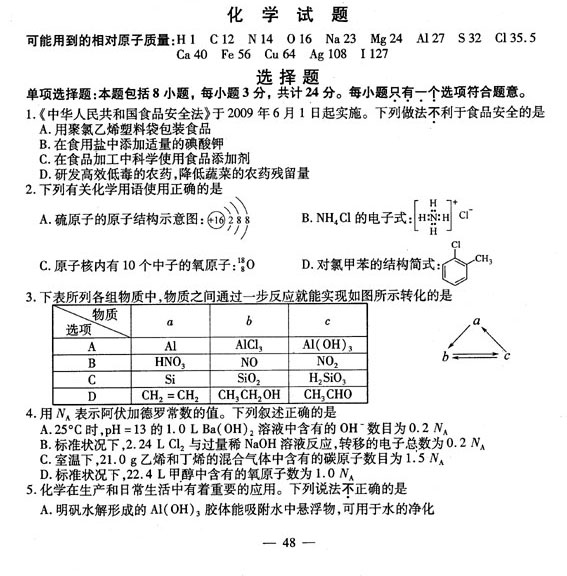 化 学 试 题
可能用到的相对原子质量:H 1 C 12 N 14 O 16 Na 23 Mg 24 Al 27 S 32 Cl 35.5
Ca 40 Fe 56 Cu 64 Ag 108 I 127
选 择 题
单项选择题:本题包括8小题,每小题3分,共计24分。每小题只有一个选项符合题意。
1.《中华人民共和国食品安全法》于2009年6月1日起实施。下列做法不利于食品安全的是
A.用聚氯乙烯塑料袋包装食品
B.在食用盐中添加适量的碘酸钾
C.在食品加工中科学使用食品添加剂
D.研发高效低毒的农药,降低蔬菜的农药残留量
2.下列有关化学用语使用正确的是
A.硫原子的原子结构示意图: +16 2 8 8 B. NH₄Cl的电子式:[H:N:H]⁺Cl⁻ H H
C.原子核内有10个中子的氧原子:¹⁸₈O D.对氯甲苯的结构简式: Cl CH₃
3.下表所列各组物质中,物质之间通过一步反应就能实现如图所示转化的是
选项 物质 a b c
A Al AlCl₃ Al(OH)₃
B HNO₃ NO NO₂
C Si SiO₂ H₂SiO₃
D CH₂=CH₂ CH₃CH₂OH CH₃CHO
a
b c
4.用 Nᴀ 表示阿伏加德罗常数的值。下列叙述正确的是
A.25℃时,pH=13的1.0 L Ba(OH)₂溶液中含有的OH⁻数目为0.2 Nᴀ
B.标准状况下,2.24 L Cl₂与过量稀NaOH溶液反应,转移的电子总数为0.2 Nᴀ
C.室温下,21.0 g乙烯和丁烯的混合气体中含有的碳原子数目为1.5 Nᴀ
D.标准状况下,22.4 L甲醇中含有的氧原子数为1.0 Nᴀ
5.化学在生产和日常生活中有着重要的应用。下列说法不正确的是
A.明矾水解形成的Al(OH)₃胶体能吸附水中悬浮物,可用于水的净化
— 48 —